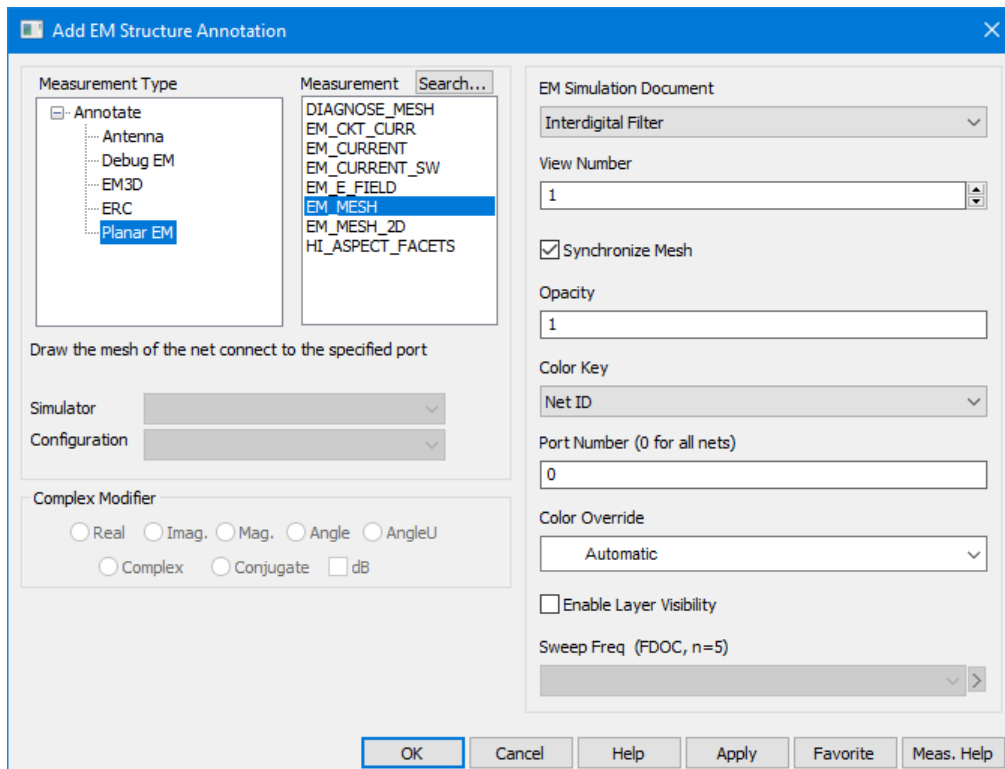 Add EM Structure Annotation
Measurement Type
Annotate
Antenna
Debug EM
EM3D
ERC
Planar EM
Measurement Search...
DIAGNOSE_MESH
EM_CKT_CURR
EM_CURRENT
EM_CURRENT_SW
EM_E_FIELD
EM_MESH
EM_MESH_2D
HI_ASPECT_FACETS
Draw the mesh of the net connect to the specified port
Simulator
Configuration
Complex Modifier
Real Imag. Mag. Angle AngleU
Complex Conjugate dB
EM Simulation Document
Interdigital Filter
View Number
1
Synchronize Mesh
Opacity
1
Color Key
Net ID
Port Number (0 for all nets)
0
Color Override
Automatic
Enable Layer Visibility
Sweep Freq (FDOC, n=5)
OK Cancel Help Apply Favorite Meas. Help